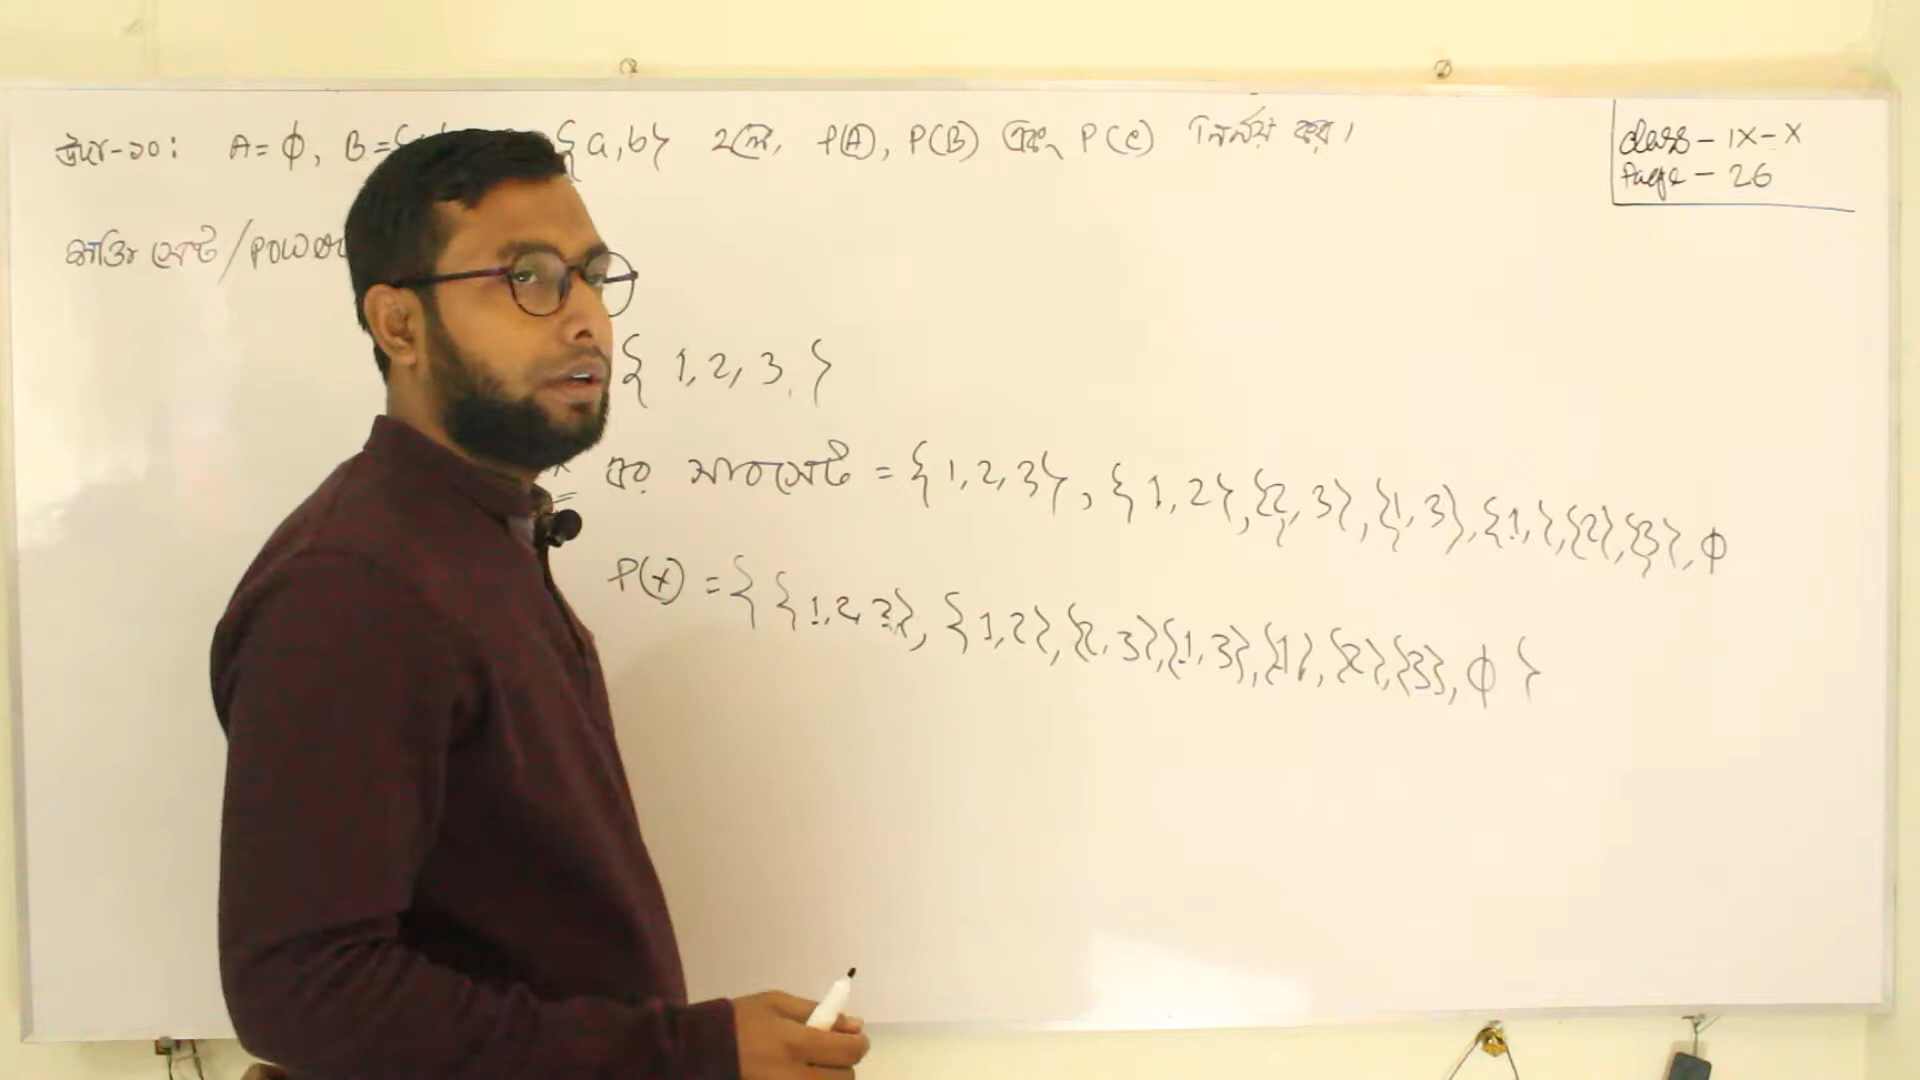 উদা-১০: A = ϕ, B = { {a, b} হলে, P(A), P(B) এবং P(C) নির্ণয় কর।
class - IX - X
Page - 26
শক্তি সেট / Power
{ 1, 2, 3 }
এর সাবসেট = { 1, 2, 3 }, { 1, 2 }, {2, 3}, {1, 3}, {1, }, {2}, {3}, ϕ
P(x) = { { 1, 2, 3 }, { 1, 2 }, {2, 3}, {1, 3}, {1}, {2}, {3}, ϕ }